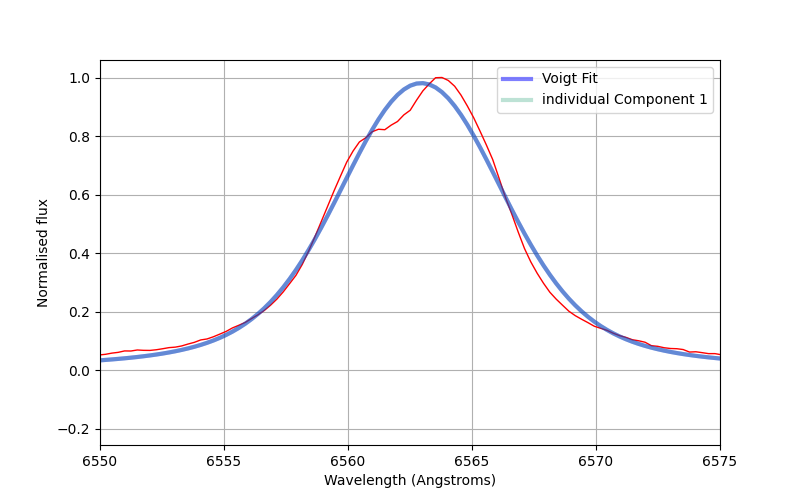 Voigt Fit
individual Component 1
1.0
0.8
0.6
0.4
0.2
0.0
−0.2
Normalised flux
6550 6555 6560 6565 6570 6575
Wavelength (Angstroms)